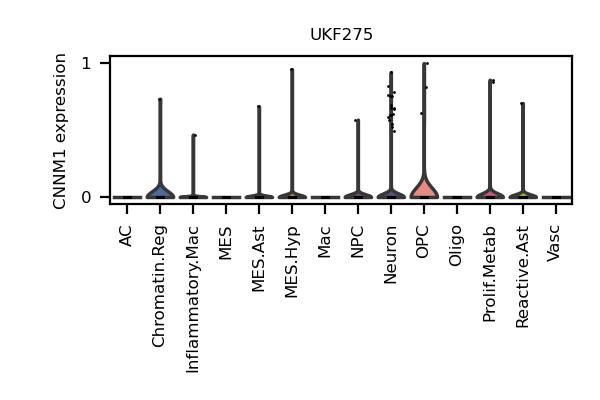 UKF275
CNNM1 expression
1
0
AC
Chromatin.Reg
Inflammatory.Mac
MES
MES.Ast
MES.Hyp
Mac
NPC
Neuron
OPC
Oligo
Prolif.Metab
Reactive.Ast
Vasc